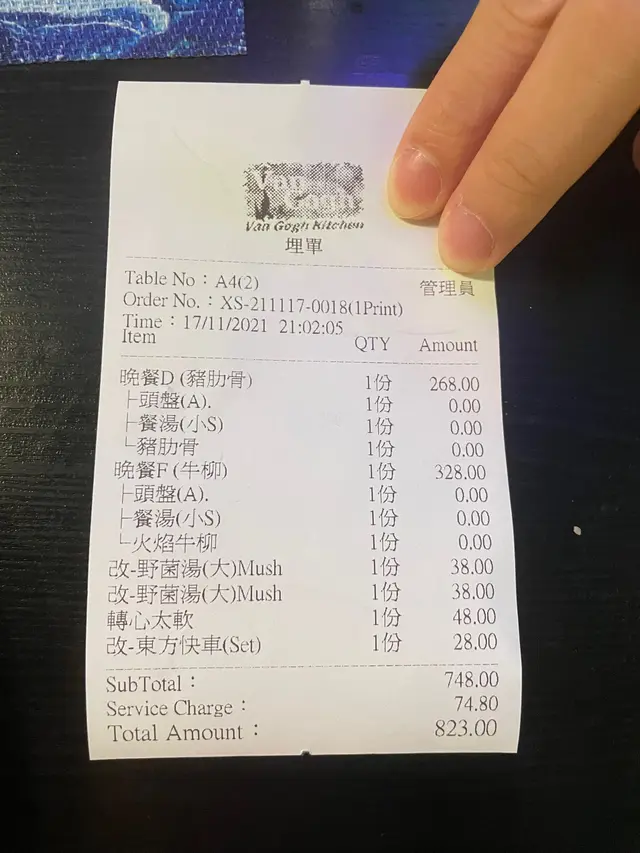 Van Gogh
Van Gogh Kitchen
埋單
Table No：A4(2) 管理員
Order No.：XS-211117-0018(1Print)
Time：17/11/2021 21:02:05
Item QTY Amount
晚餐D (豬肋骨) 1份 268.00
├頭盤(A). 1份 0.00
├餐湯(小S) 1份 0.00
└豬肋骨 1份 0.00
晚餐F (牛柳) 1份 328.00
├頭盤(A). 1份 0.00
├餐湯(小S) 1份 0.00
└火焰牛柳 1份 0.00
改-野菌湯(大)Mush 1份 38.00
改-野菌湯(大)Mush 1份 38.00
轉心太軟 1份 48.00
改-東方快車(Set) 1份 28.00
SubTotal： 748.00
Service Charge： 74.80
Total Amount： 823.00